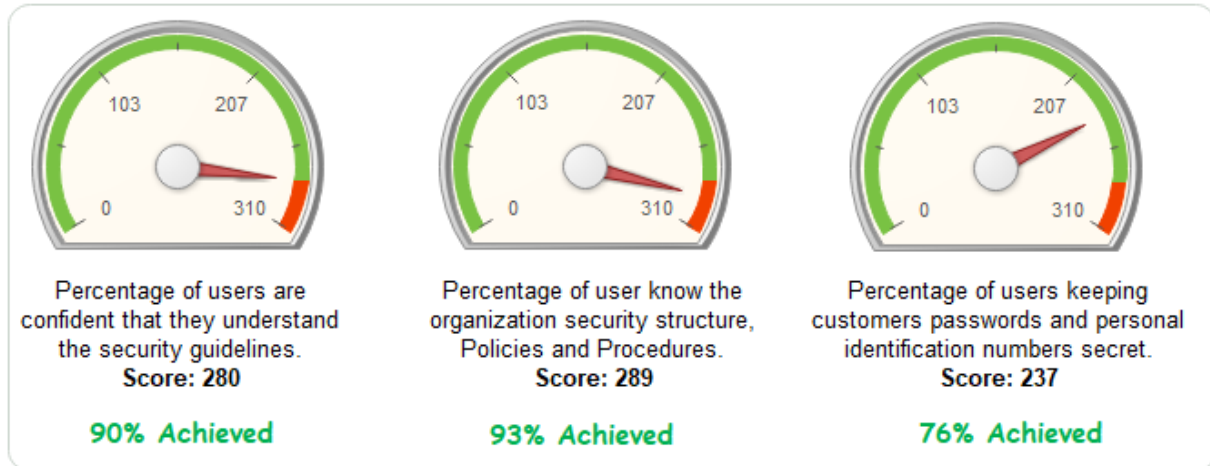 103 207
0 310
Percentage of users are
confident that they understand
the security guidelines.
Score: 280
90% Achieved
103 207
0 310
Percentage of user know the
organization security structure,
Policies and Procedures.
Score: 289
93% Achieved
103 207
0 310
Percentage of users keeping
customers passwords and personal
identification numbers secret.
Score: 237
76% Achieved